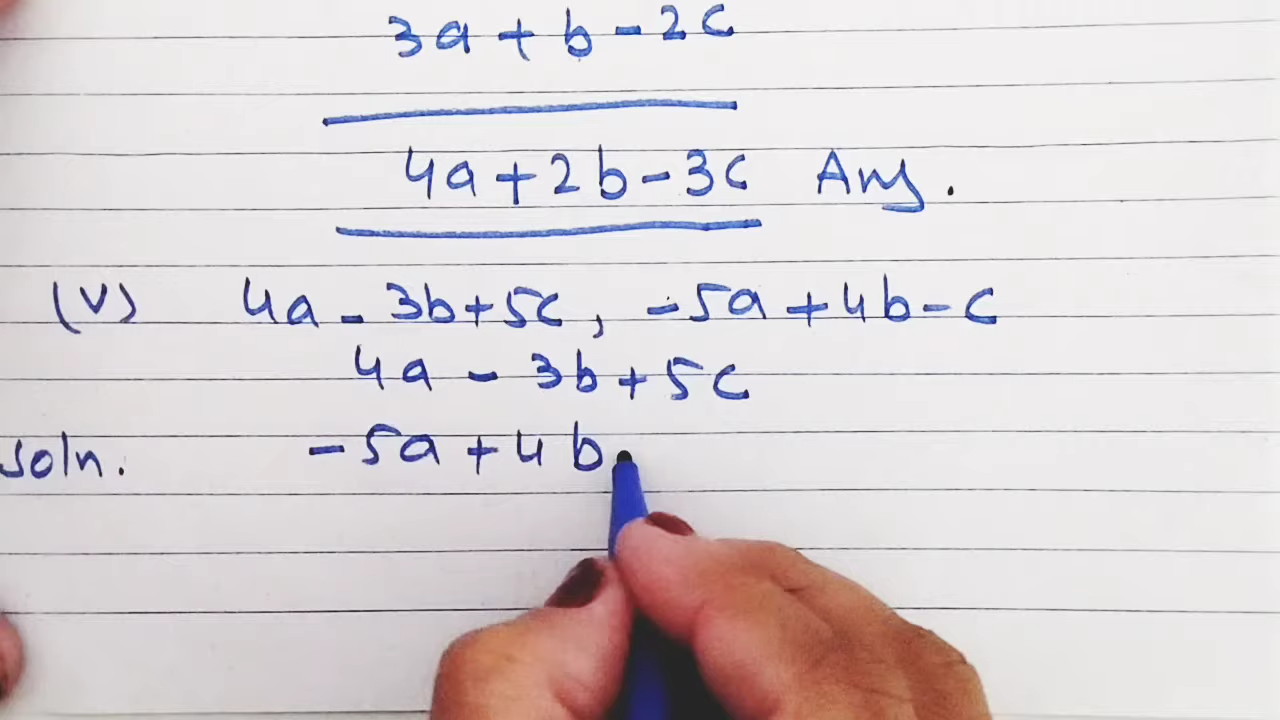 3a + b - 2c
4a + 2b - 3c Ans.
(V) 4a - 3b + 5c, - 5a + 4b - c
4a - 3b + 5c
soln. - 5a + 4b